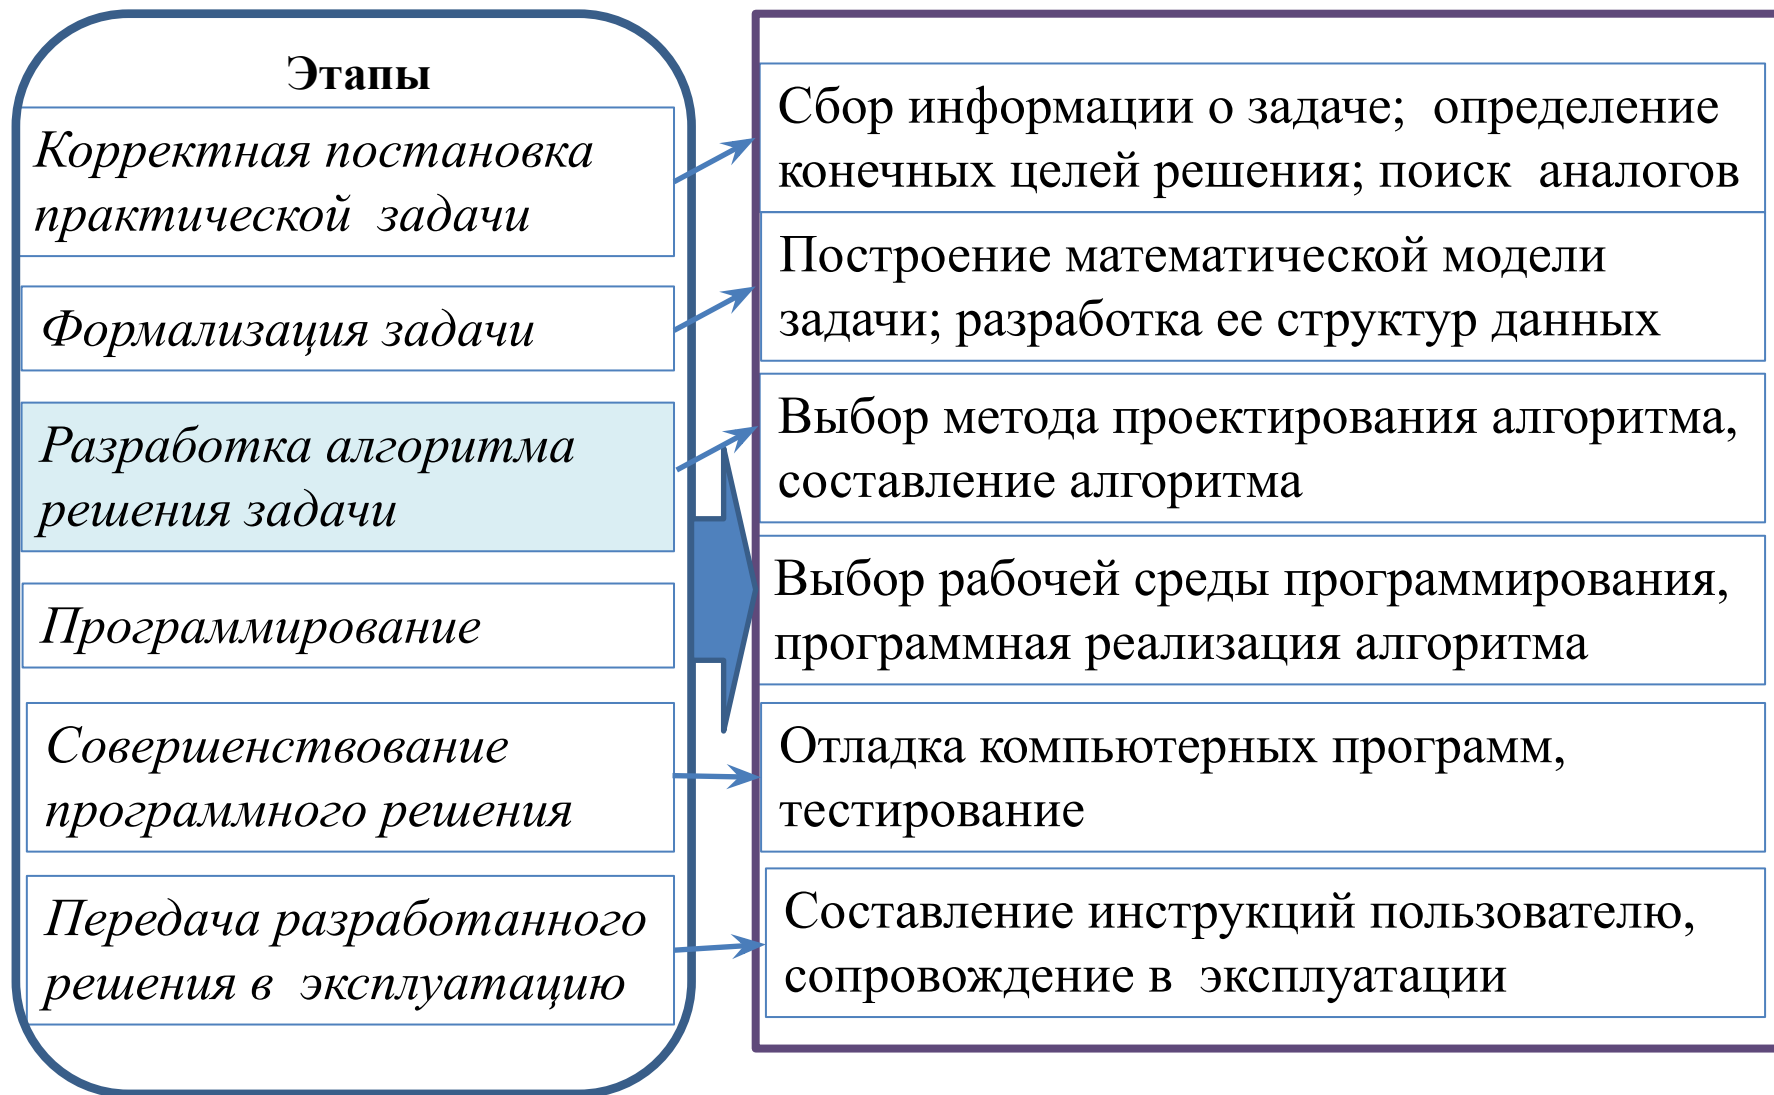 Этапы
Корректная постановка
практической задачи
Сбор информации о задаче; определение
конечных целей решения; поиск аналогов
Формализация задачи
Построение математической модели
задачи; разработка ее структур данных
Разработка алгоритма
решения задачи
Выбор метода проектирования алгоритма,
составление алгоритма
Программирование
Выбор рабочей среды программирования,
программная реализация алгоритма
Совершенствование
программного решения
Отладка компьютерных программ,
тестирование
Передача разработанного
решения в эксплуатацию
Составление инструкций пользователю,
сопровождение в эксплуатации